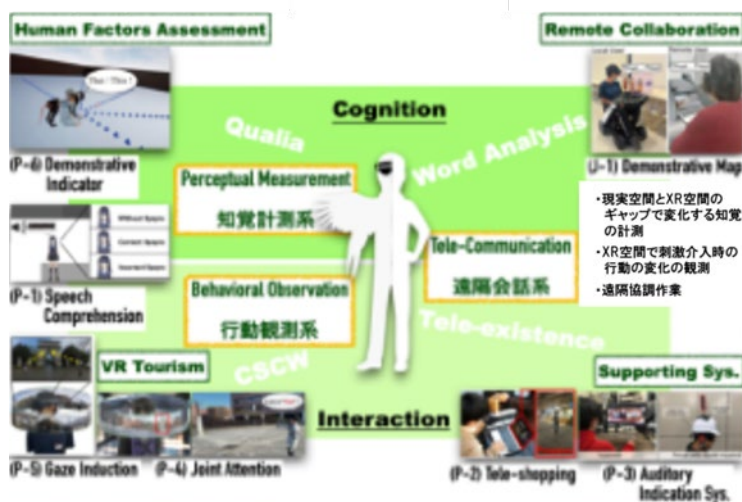 Human Factors Assessment
Remote Collaboration
That / This !
Cognition
Qualia
Word Analysis
(P-6) Demonstrative
Indicator
(J-1) Demonstrative Map
Perceptual Measurement
知覚計測系
・現実空間とXR空間の
ギャップで変化する知覚
の計測
・XR空間で刺激介入時の
行動の変化の観測
・遠隔協調作業
Tele-Communication
遠隔会話系
(P-1) Speech
Comprehension
Behavioral Observation
行動観測系
Tele-existence
VR Tourism
CSCW
Supporting Sys.
Interaction
(P-5) Gaze Induction
(P-4) Joint Attention
(P-2) Tele-shopping
(P-3) Auditory
Indication Sys.